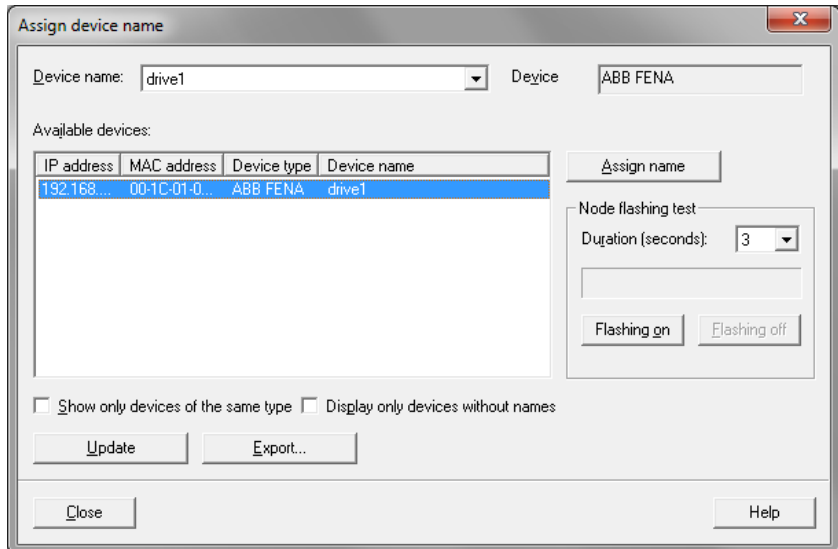 Assign device name
Device name: drive1 Device ABB FENA
Available devices:
IP address MAC address Device type Device name
192.168.... 00-1C-01-0... ABB FENA drive1
Assign name
Node flashing test
Duration (seconds): 3
Flashing on Flashing off
Show only devices of the same type Display only devices without names
Update Export...
Close Help